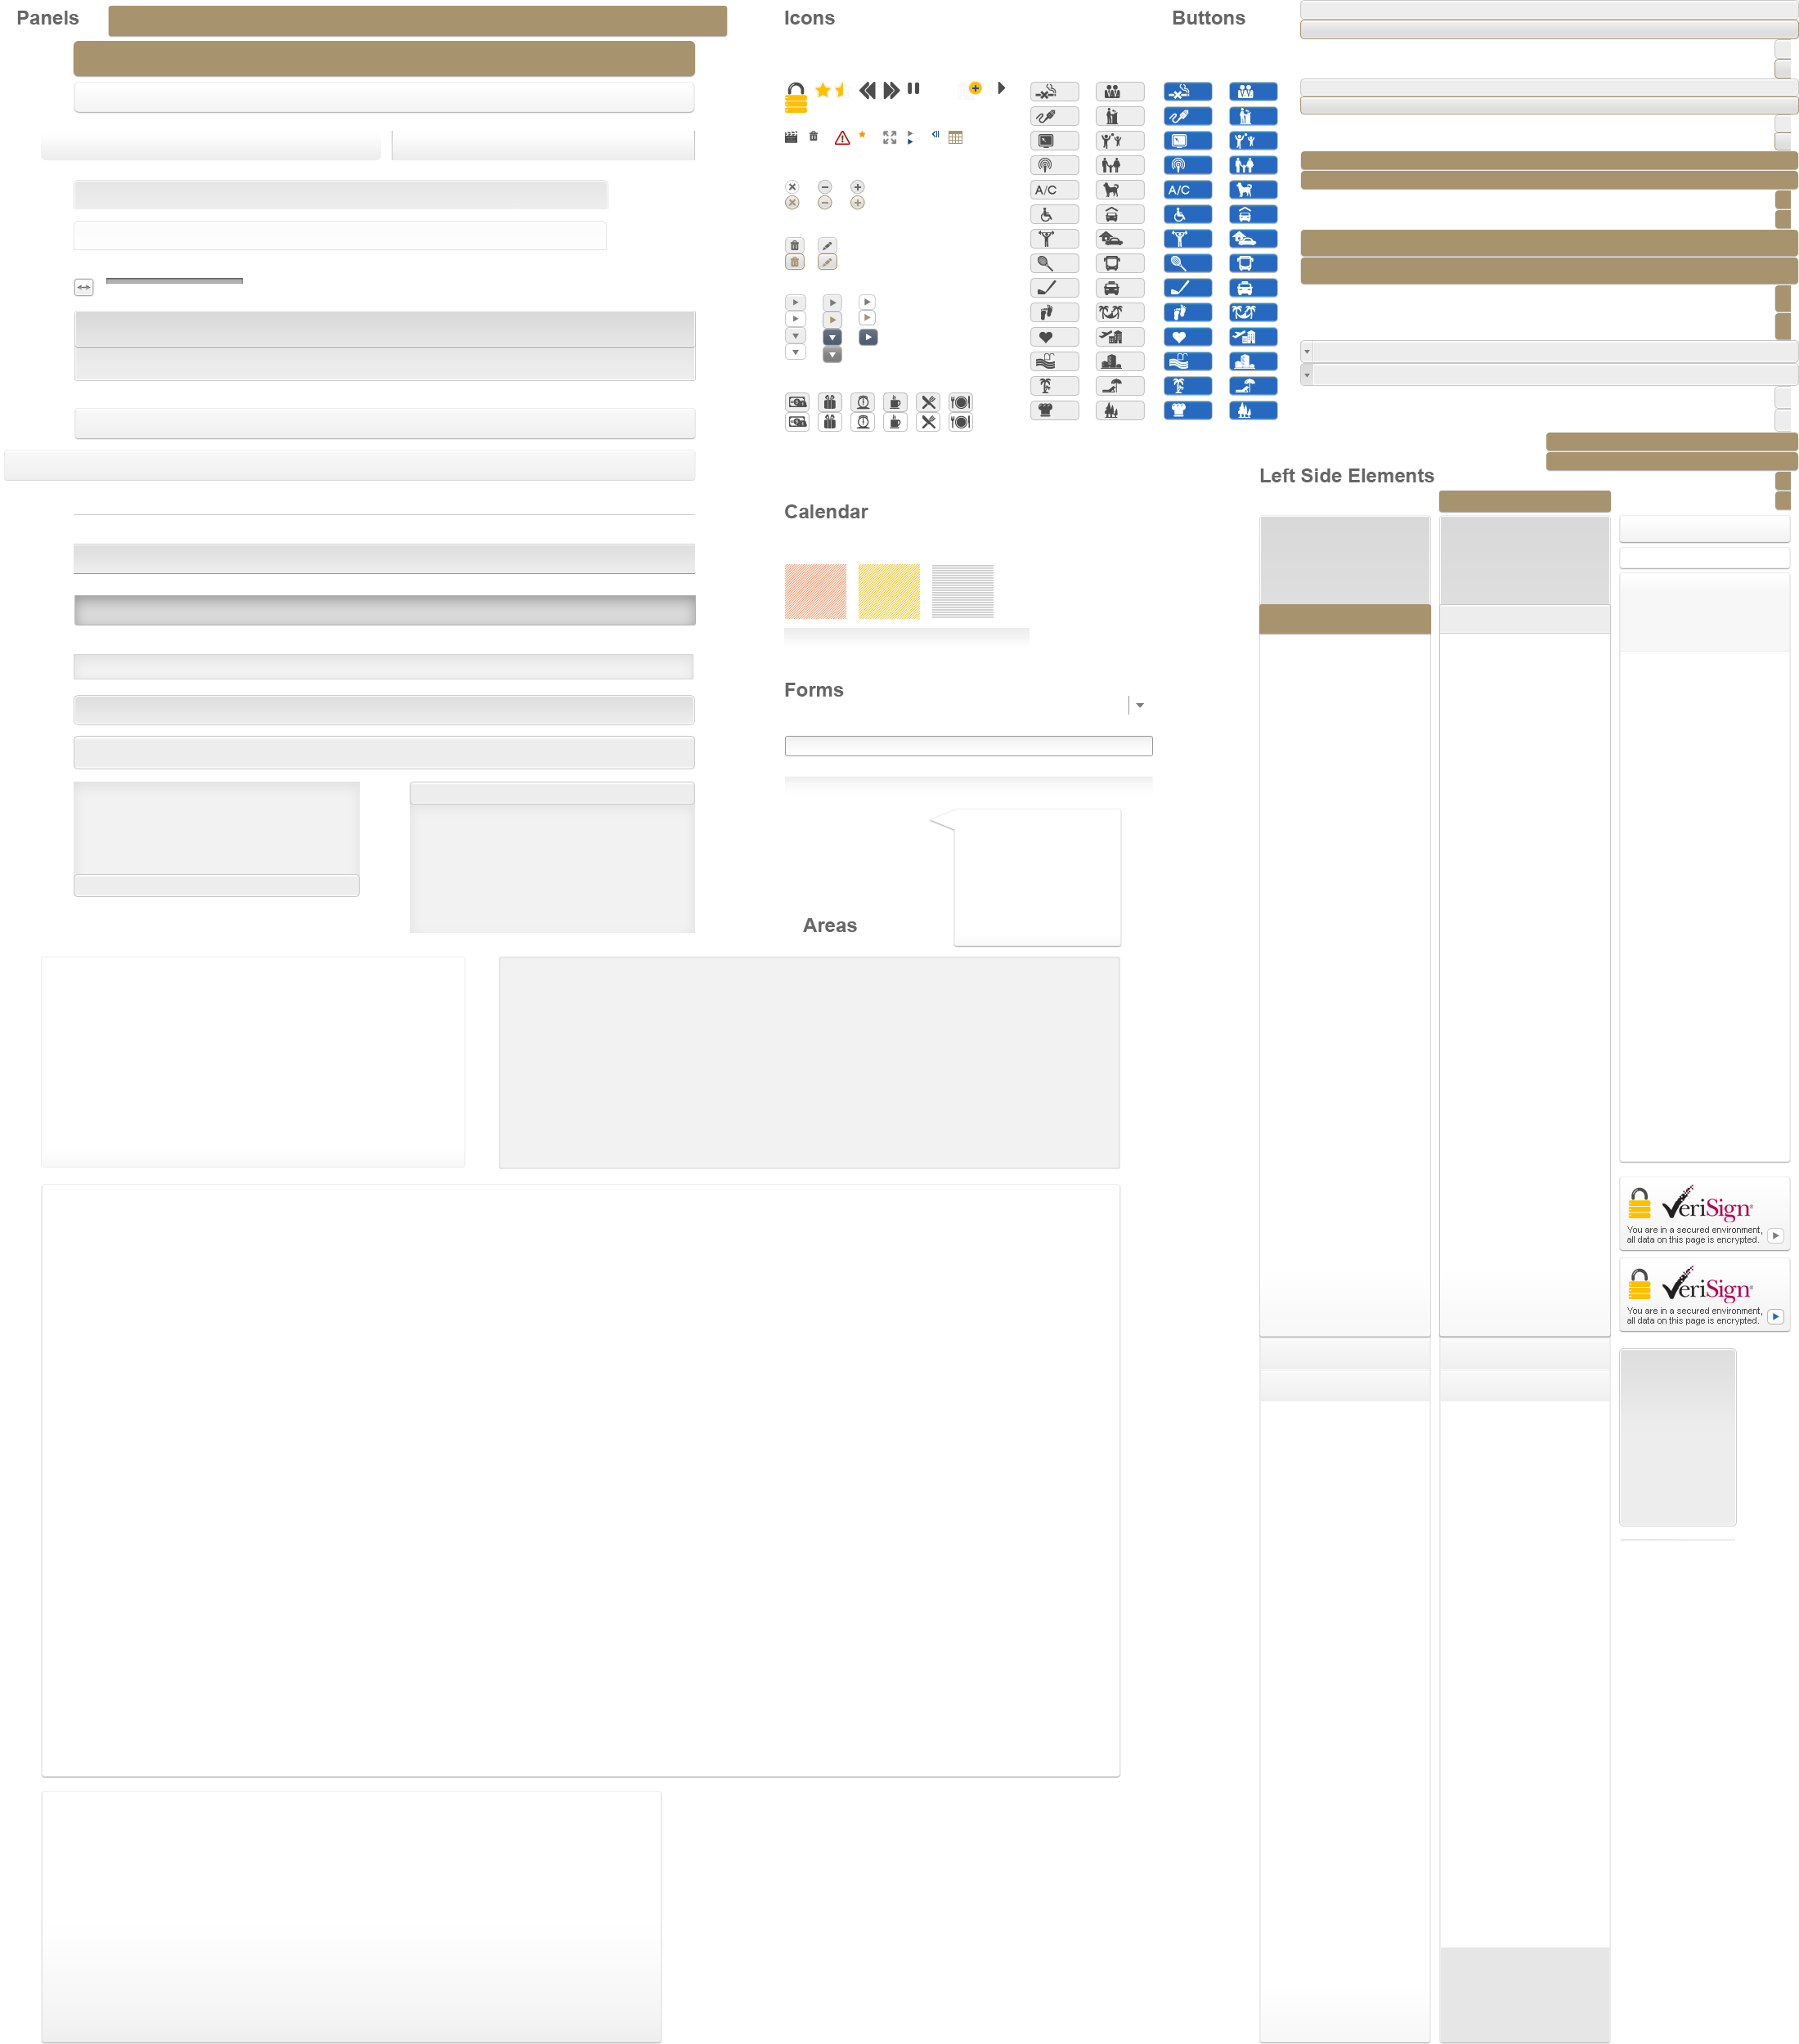 Panels
Icons
Buttons
A/C
A/C
Left Side Elements
Calendar
Forms
Areas
VeriSign®
You are in a secured environment,
all data on this page is encrypted.
VeriSign®
You are in a secured environment,
all data on this page is encrypted.